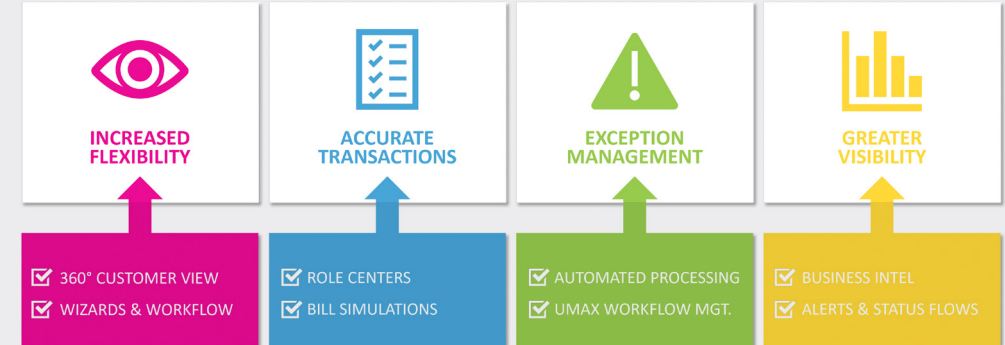 INCREASED
FLEXIBILITY
ACCURATE
TRANSACTIONS
EXCEPTION
MANAGEMENT
GREATER
VISIBILITY
360° CUSTOMER VIEW
WIZARDS & WORKFLOW
ROLE CENTERS
BILL SIMULATIONS
AUTOMATED PROCESSING
UMAX WORKFLOW MGT.
BUSINESS INTEL
ALERTS & STATUS FLOWS